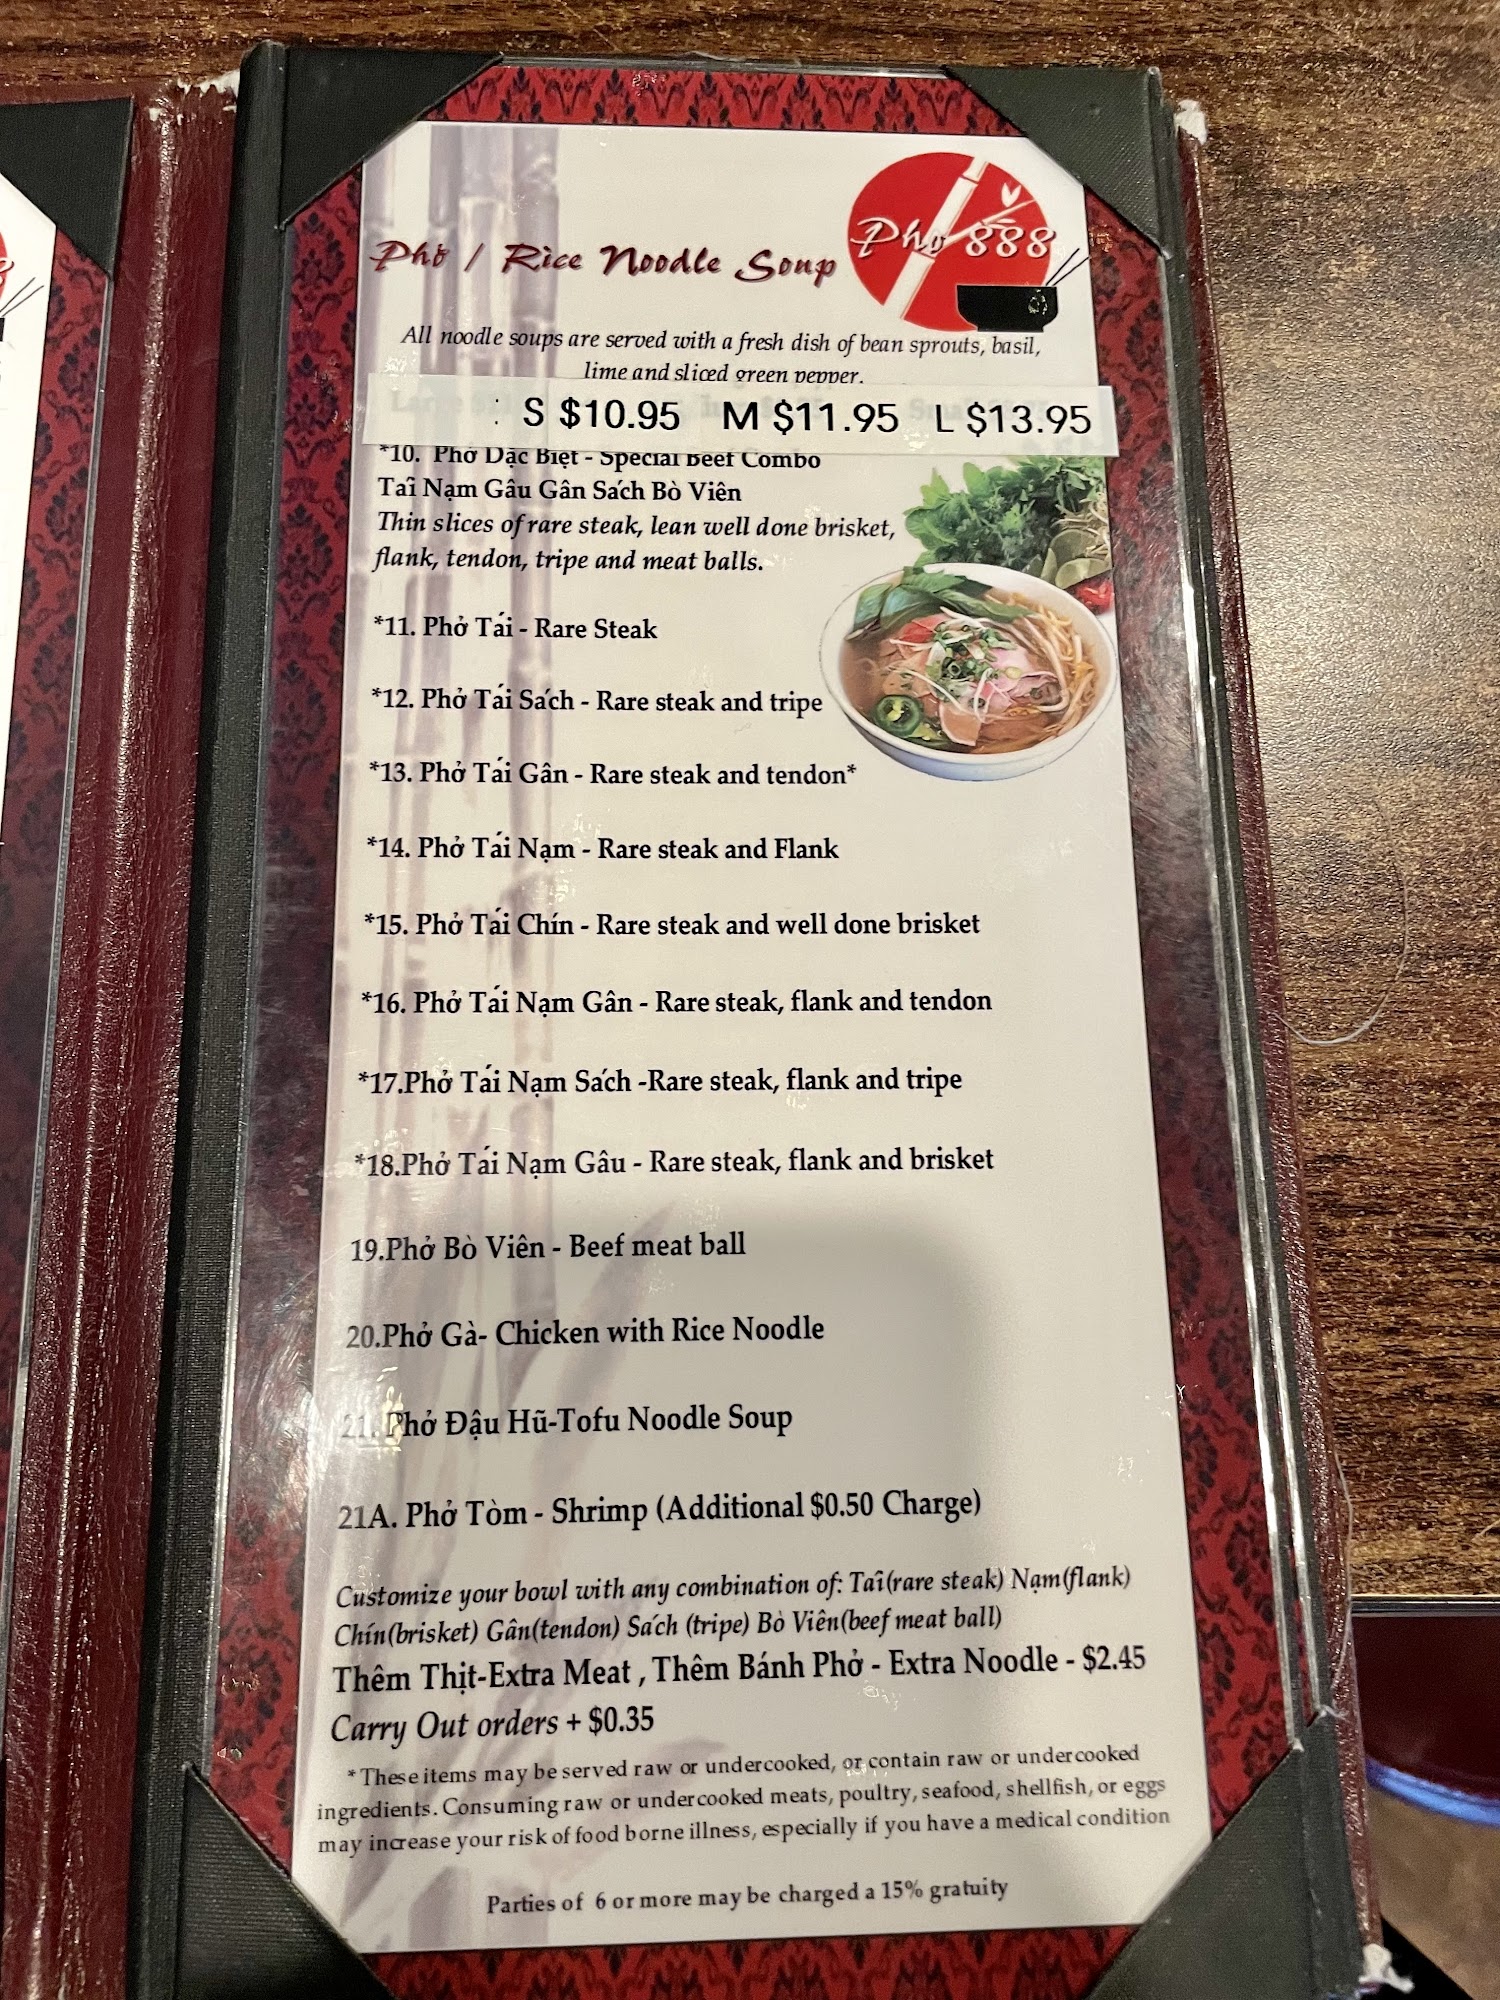 Phở / Rice Noodle Soup
Pho 888
All noodle soups are served with a fresh dish of bean sprouts, basil,
lime and sliced green pepper.
: S $10.95 M $11.95 L $13.95
*10. Phở Dặc Biệt - Special Beef Combo
Taĩ Nạm Gâu Gân Sách Bò Viên
Thin slices of rare steak, lean well done brisket,
flank, tendon, tripe and meat balls.
*11. Phở Tái - Rare Steak
*12. Phở Tái Sách - Rare steak and tripe
*13. Phở Tái Gân - Rare steak and tendon*
*14. Phở Tái Nạm - Rare steak and Flank
*15. Phở Tái Chín - Rare steak and well done brisket
*16. Phở Tái Nạm Gân - Rare steak, flank and tendon
*17.Phở Tái Nạm Sách -Rare steak, flank and tripe
*18.Phở Tái Nạm Gâu - Rare steak, flank and brisket
19.Phở Bò Viên - Beef meat ball
20.Phở Gà- Chicken with Rice Noodle
21. Phở Đậu Hũ-Tofu Noodle Soup
21A. Phở Tòm - Shrimp (Additional $0.50 Charge)
Customize your bowl with any combination of: Taĩ(rare steak) Nạm(flank)
Chín(brisket) Gân(tendon) Sách (tripe) Bò Viên(beef meat ball)
Thêm Thịt-Extra Meat , Thêm Bánh Phở - Extra Noodle - $2.45
Carry Out orders + $0.35
* These items may be served raw or undercooked, or contain raw or undercooked
ingredients. Consuming raw or undercooked meats, poultry, seafood, shellfish, or eggs
may increase your risk of food borne illness, especially if you have a medical condition
Parties of 6 or more may be charged a 15% gratuity